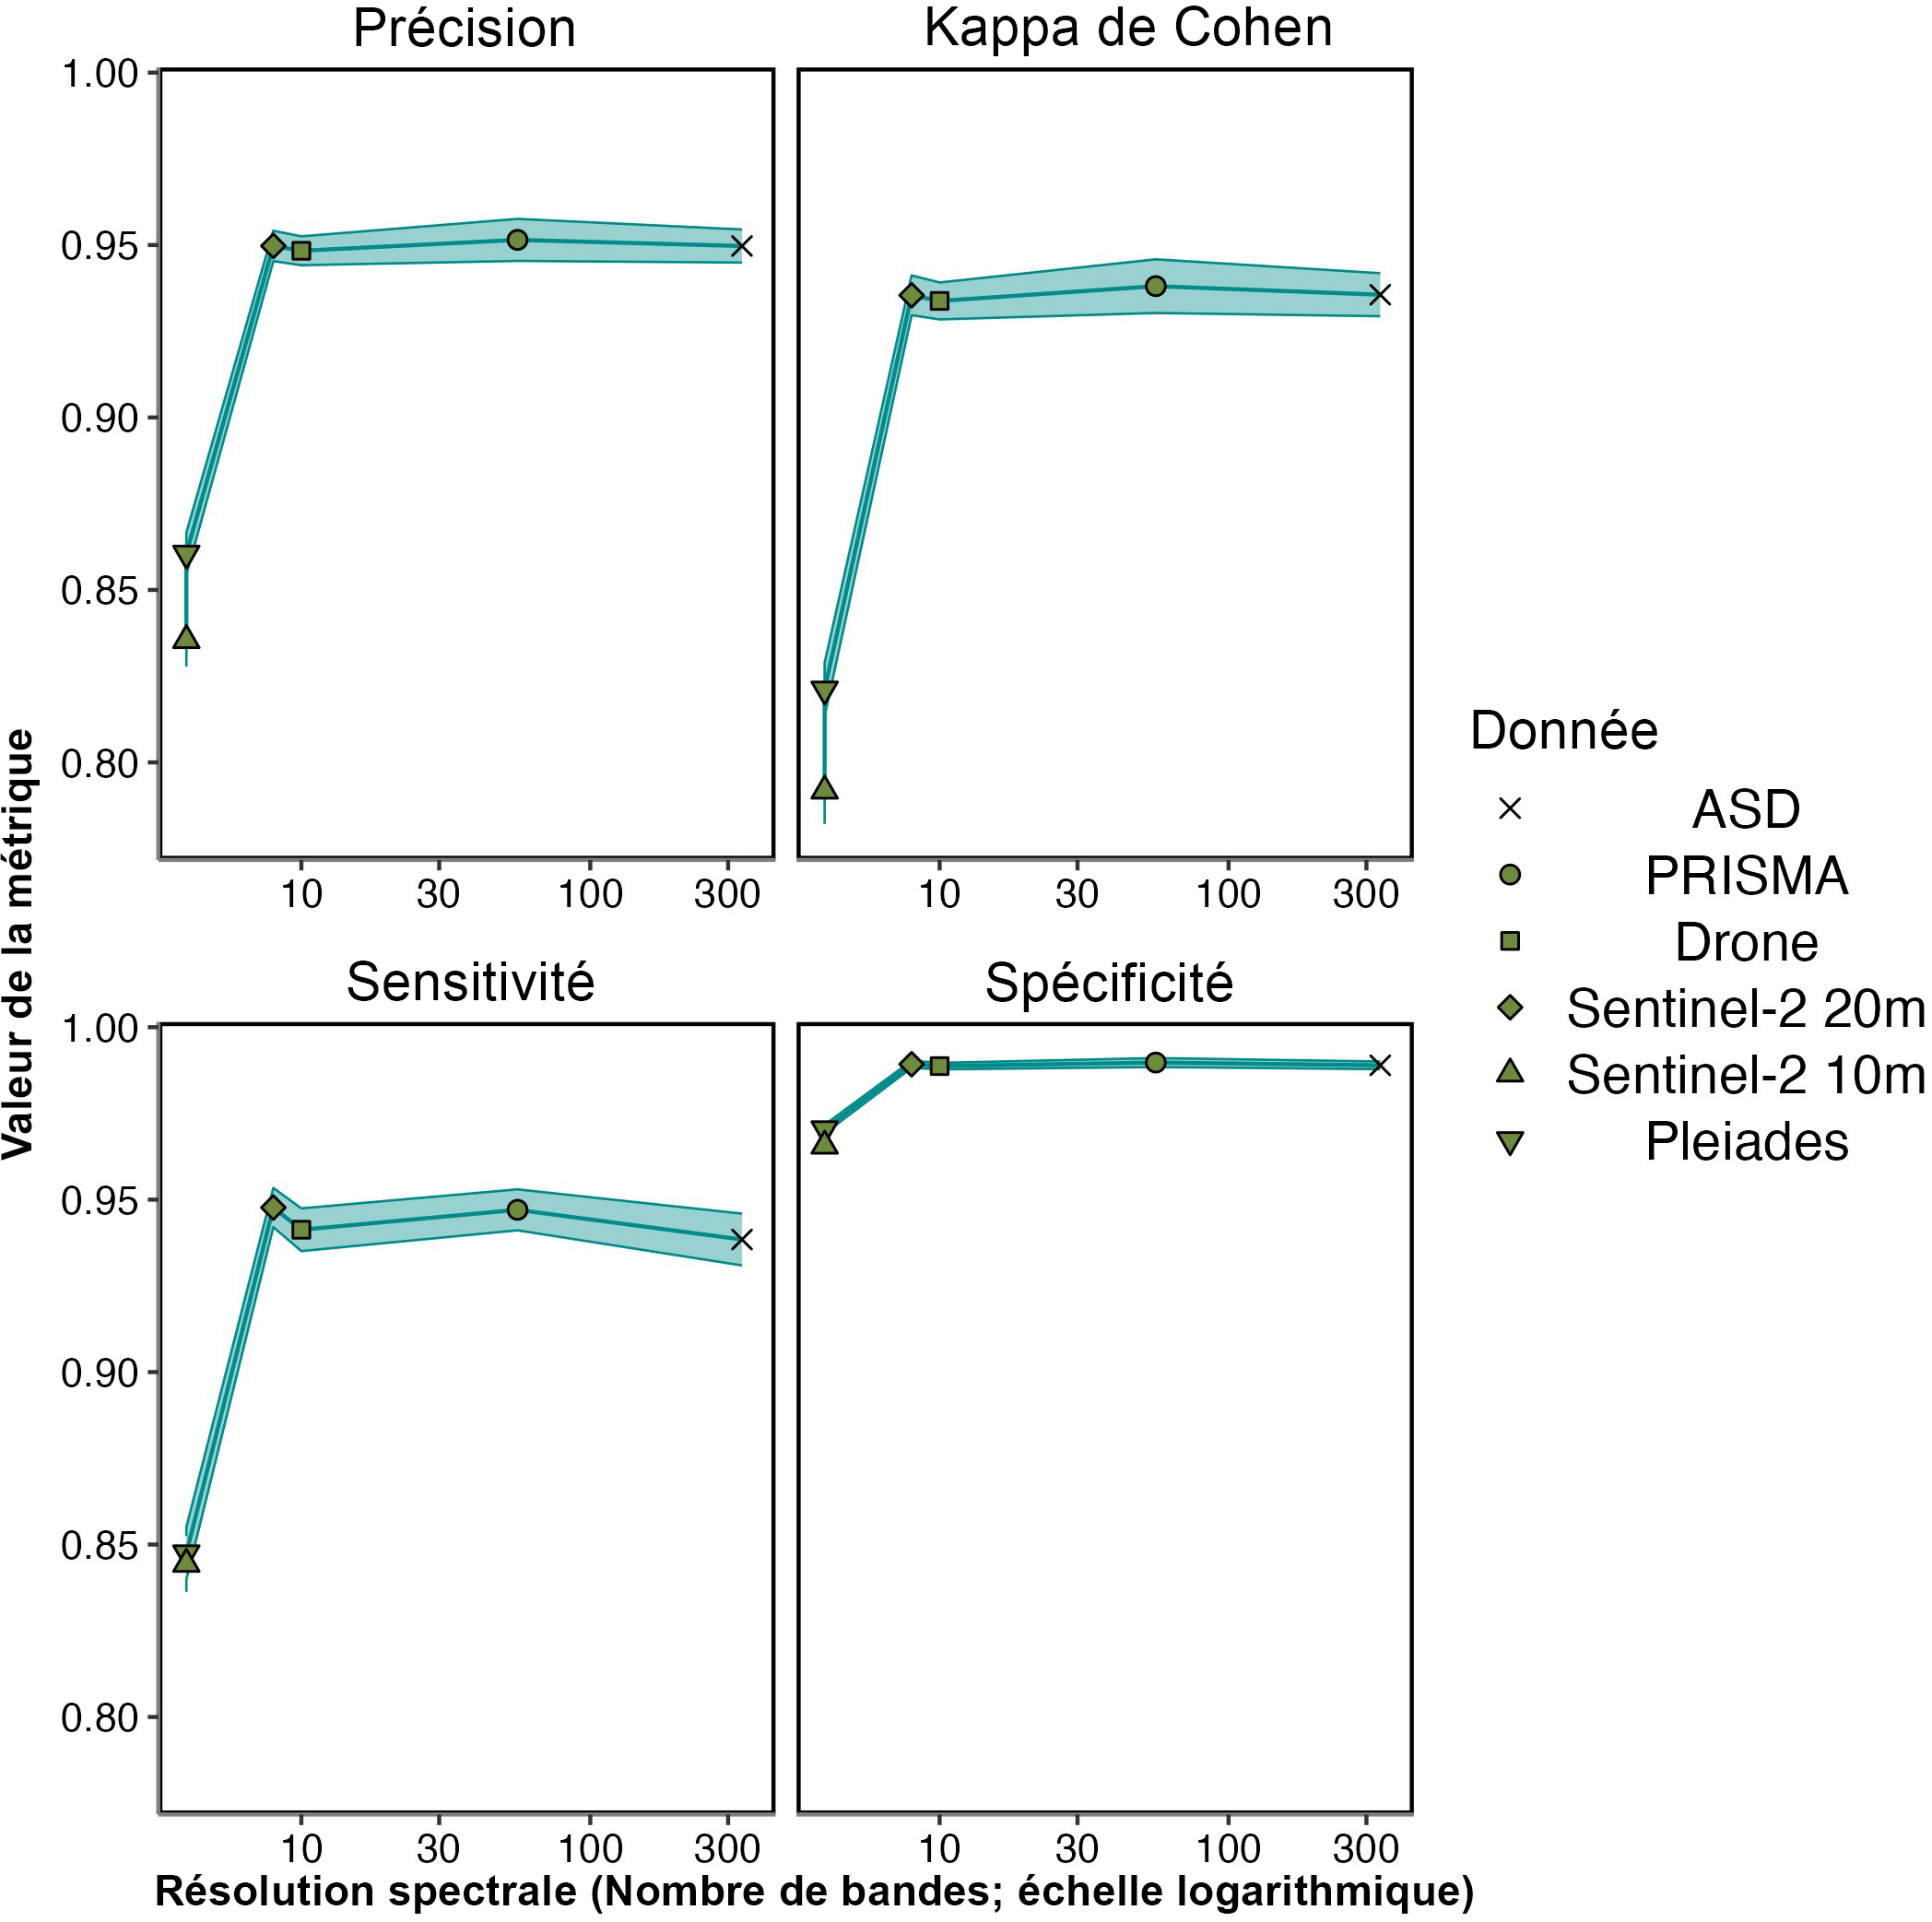 Précision
Kappa de Cohen
1.00
0.95
0.90
0.85
0.80
10 30 100 300
10 30 100 300
Valeur de la métrique
Sensitivité
Spécificité
1.00
0.95
0.90
0.85
0.80
10 30 100 300
10 30 100 300
Résolution spectrale (Nombre de bandes; échelle logarithmique)
Donnée
ASD
PRISMA
Drone
Sentinel-2 20m
Sentinel-2 10m
Pleiades